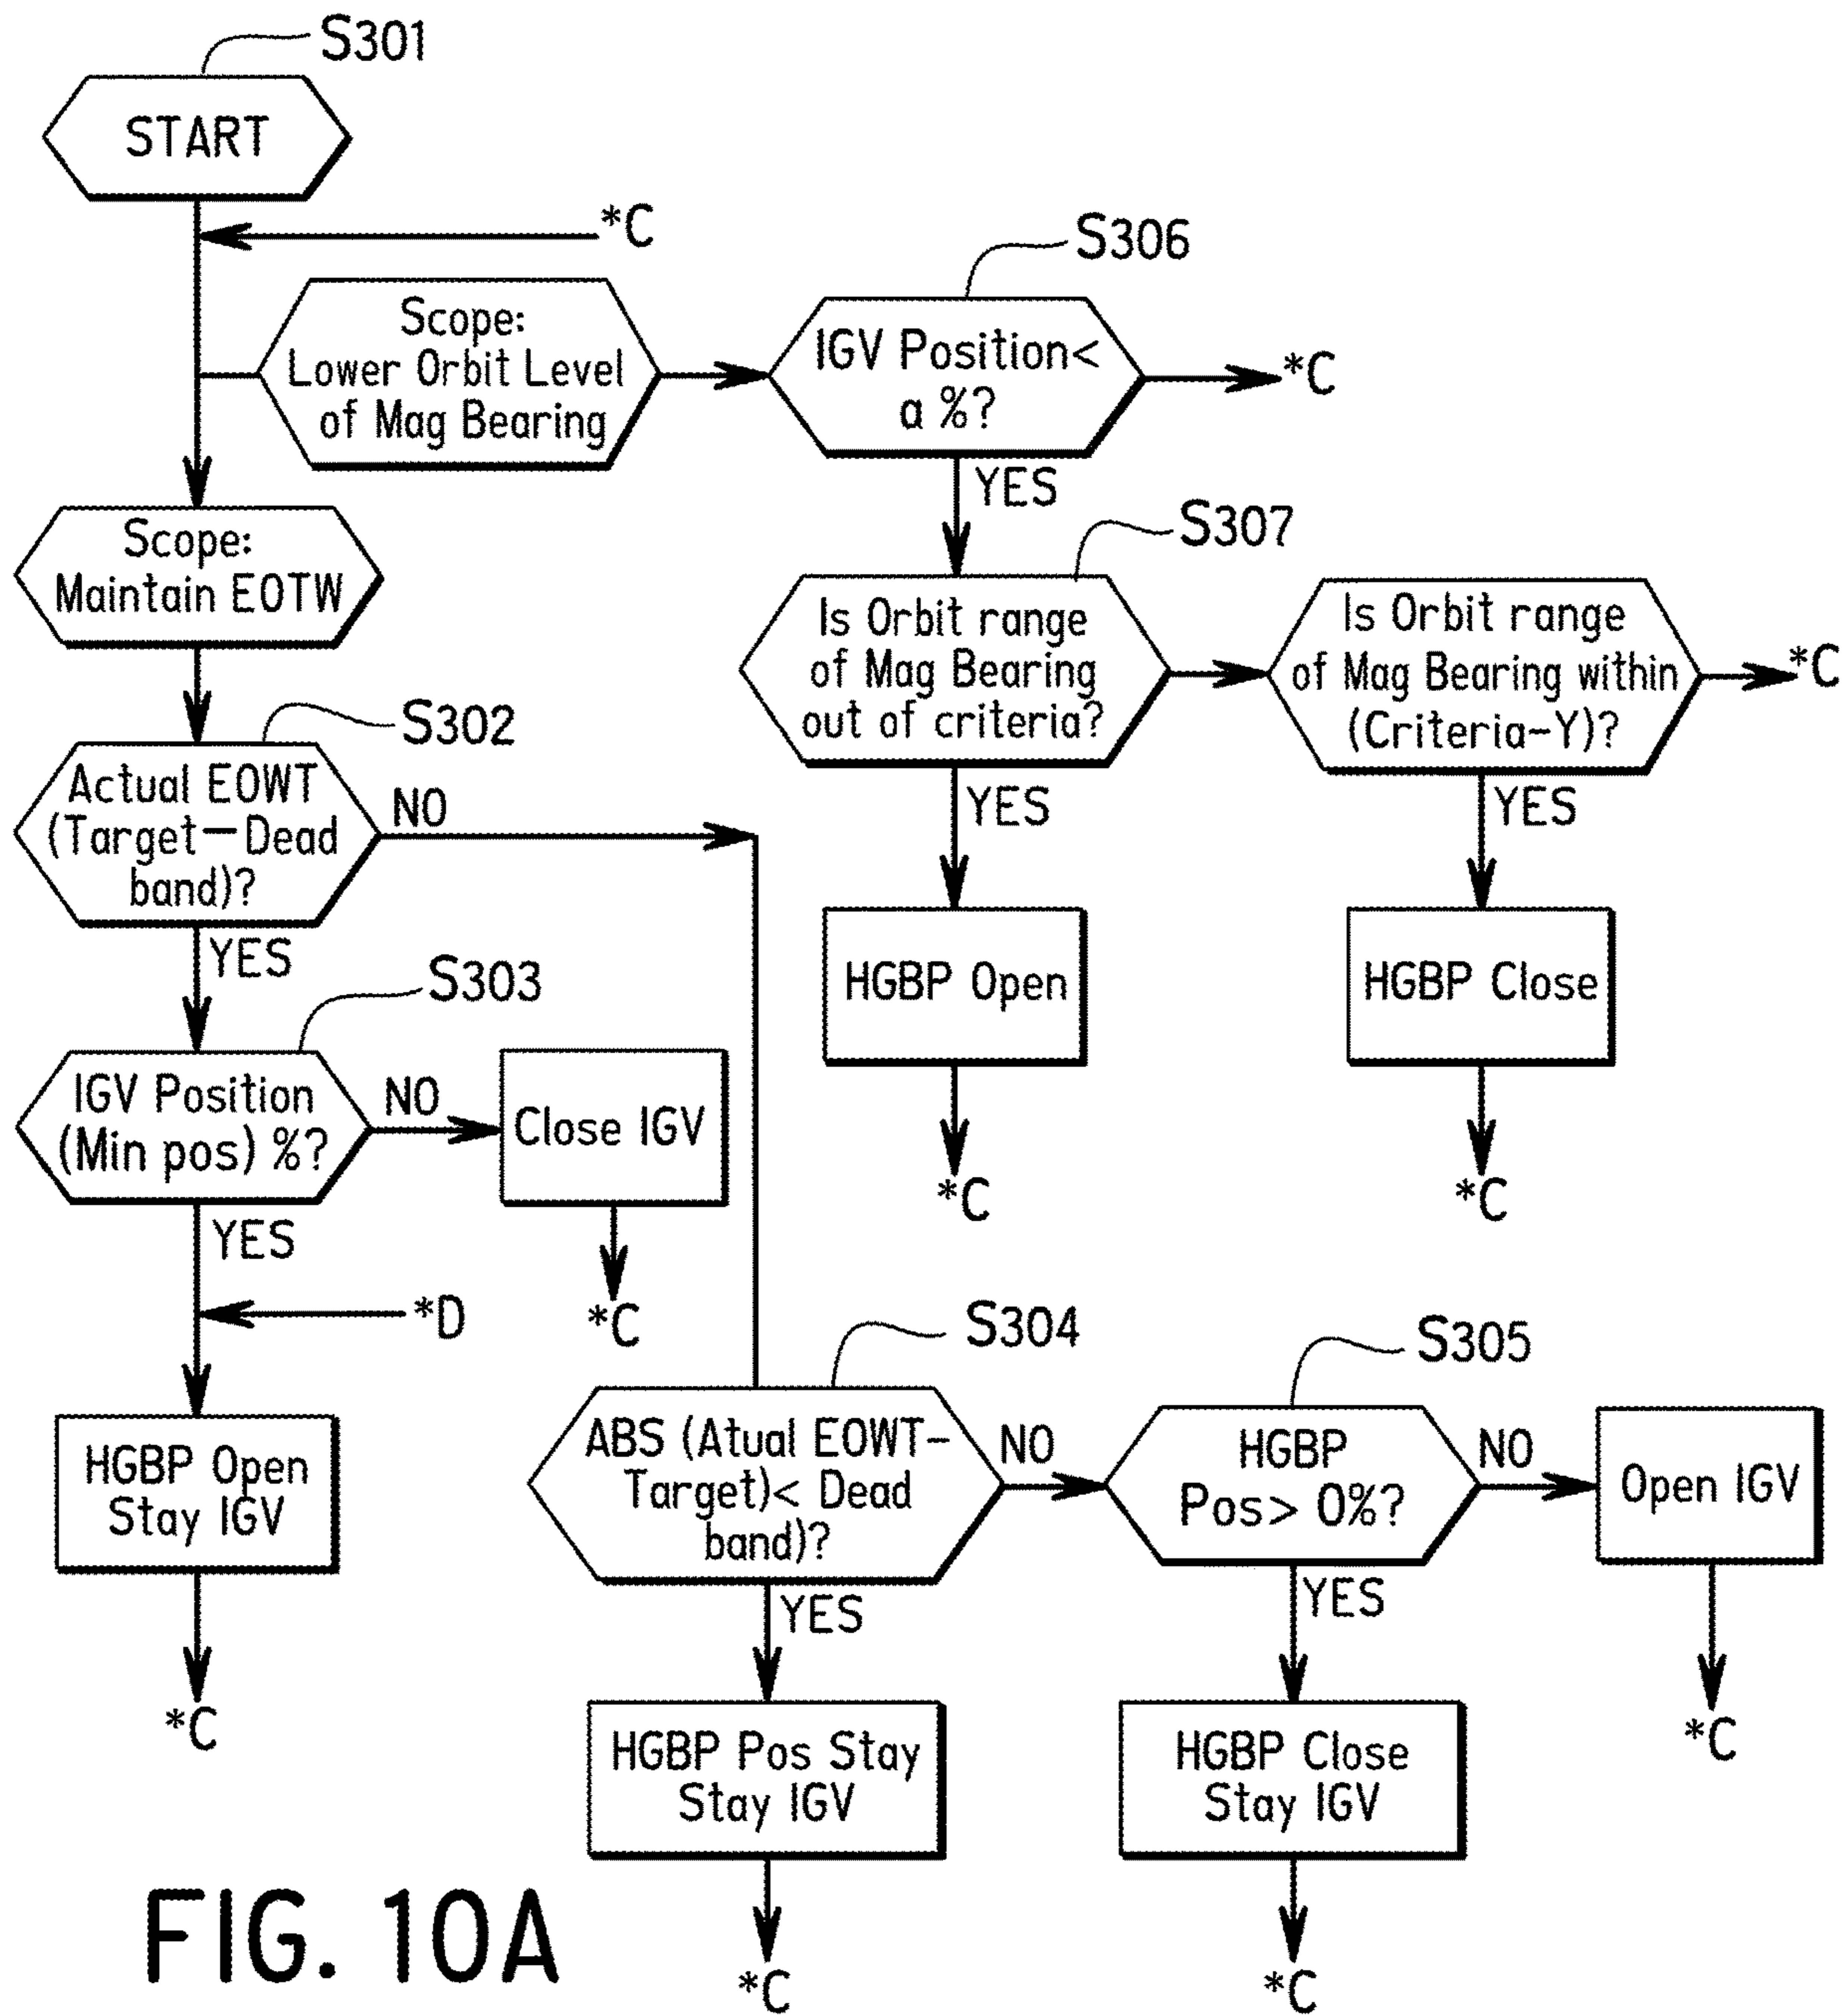 S301
START
*C
S306
Scope:
Lower Orbit Level
of Mag Bearing
IGV Position<
a %?
*C
YES
S307
Scope:
Maintain EOTW
Is Orbit range
of Mag Bearing
out of criteria?
Is Orbit range
of Mag Bearing within
(Criteria-Y)?
*C
S302
Actual EOWT
(Target—Dead
band)?
NO
YES
YES
YES
HGBP Open
HGBP Close
*C
*C
S303
IGV Position
(Min pos) %?
NO
Close IGV
*C
YES
*D
HGBP Open
Stay IGV
*C
S304
ABS (Atual EOWT-
Target)< Dead
band)?
NO
S305
HGBP
Pos> 0%?
NO
Open IGV
*C
YES
YES
HGBP Pos Stay
Stay IGV
HGBP Close
Stay IGV
*C
*C
FIG. 10A